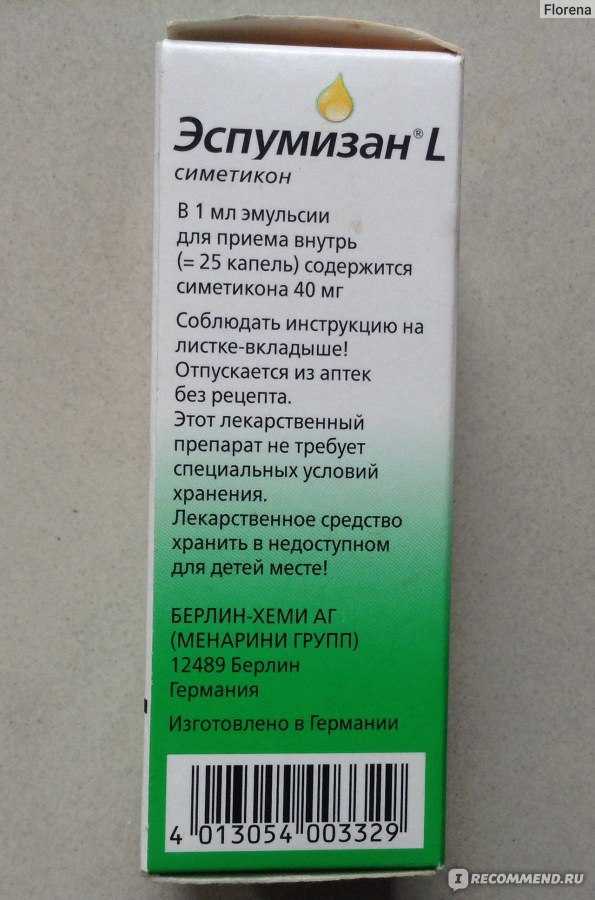 Florena
Эспумизан® L
симетикон
В 1 мл эмульсии
для приема внутрь
(= 25 капель) содержится
симетикона 40 мг
Соблюдать инструкцию на
листке-вкладыше!
Отпускается из аптек
без рецепта.
Этот лекарственный
препарат не требует
специальных условий
хранения.
Лекарственное средство
хранить в недоступном
для детей месте!
БЕРЛИН-ХЕМИ АГ
(МЕНАРИНИ ГРУПП)
12489 Берлин
Германия
Изготовлено в Германии
4 013054 003329
IRECOMMEND.RU